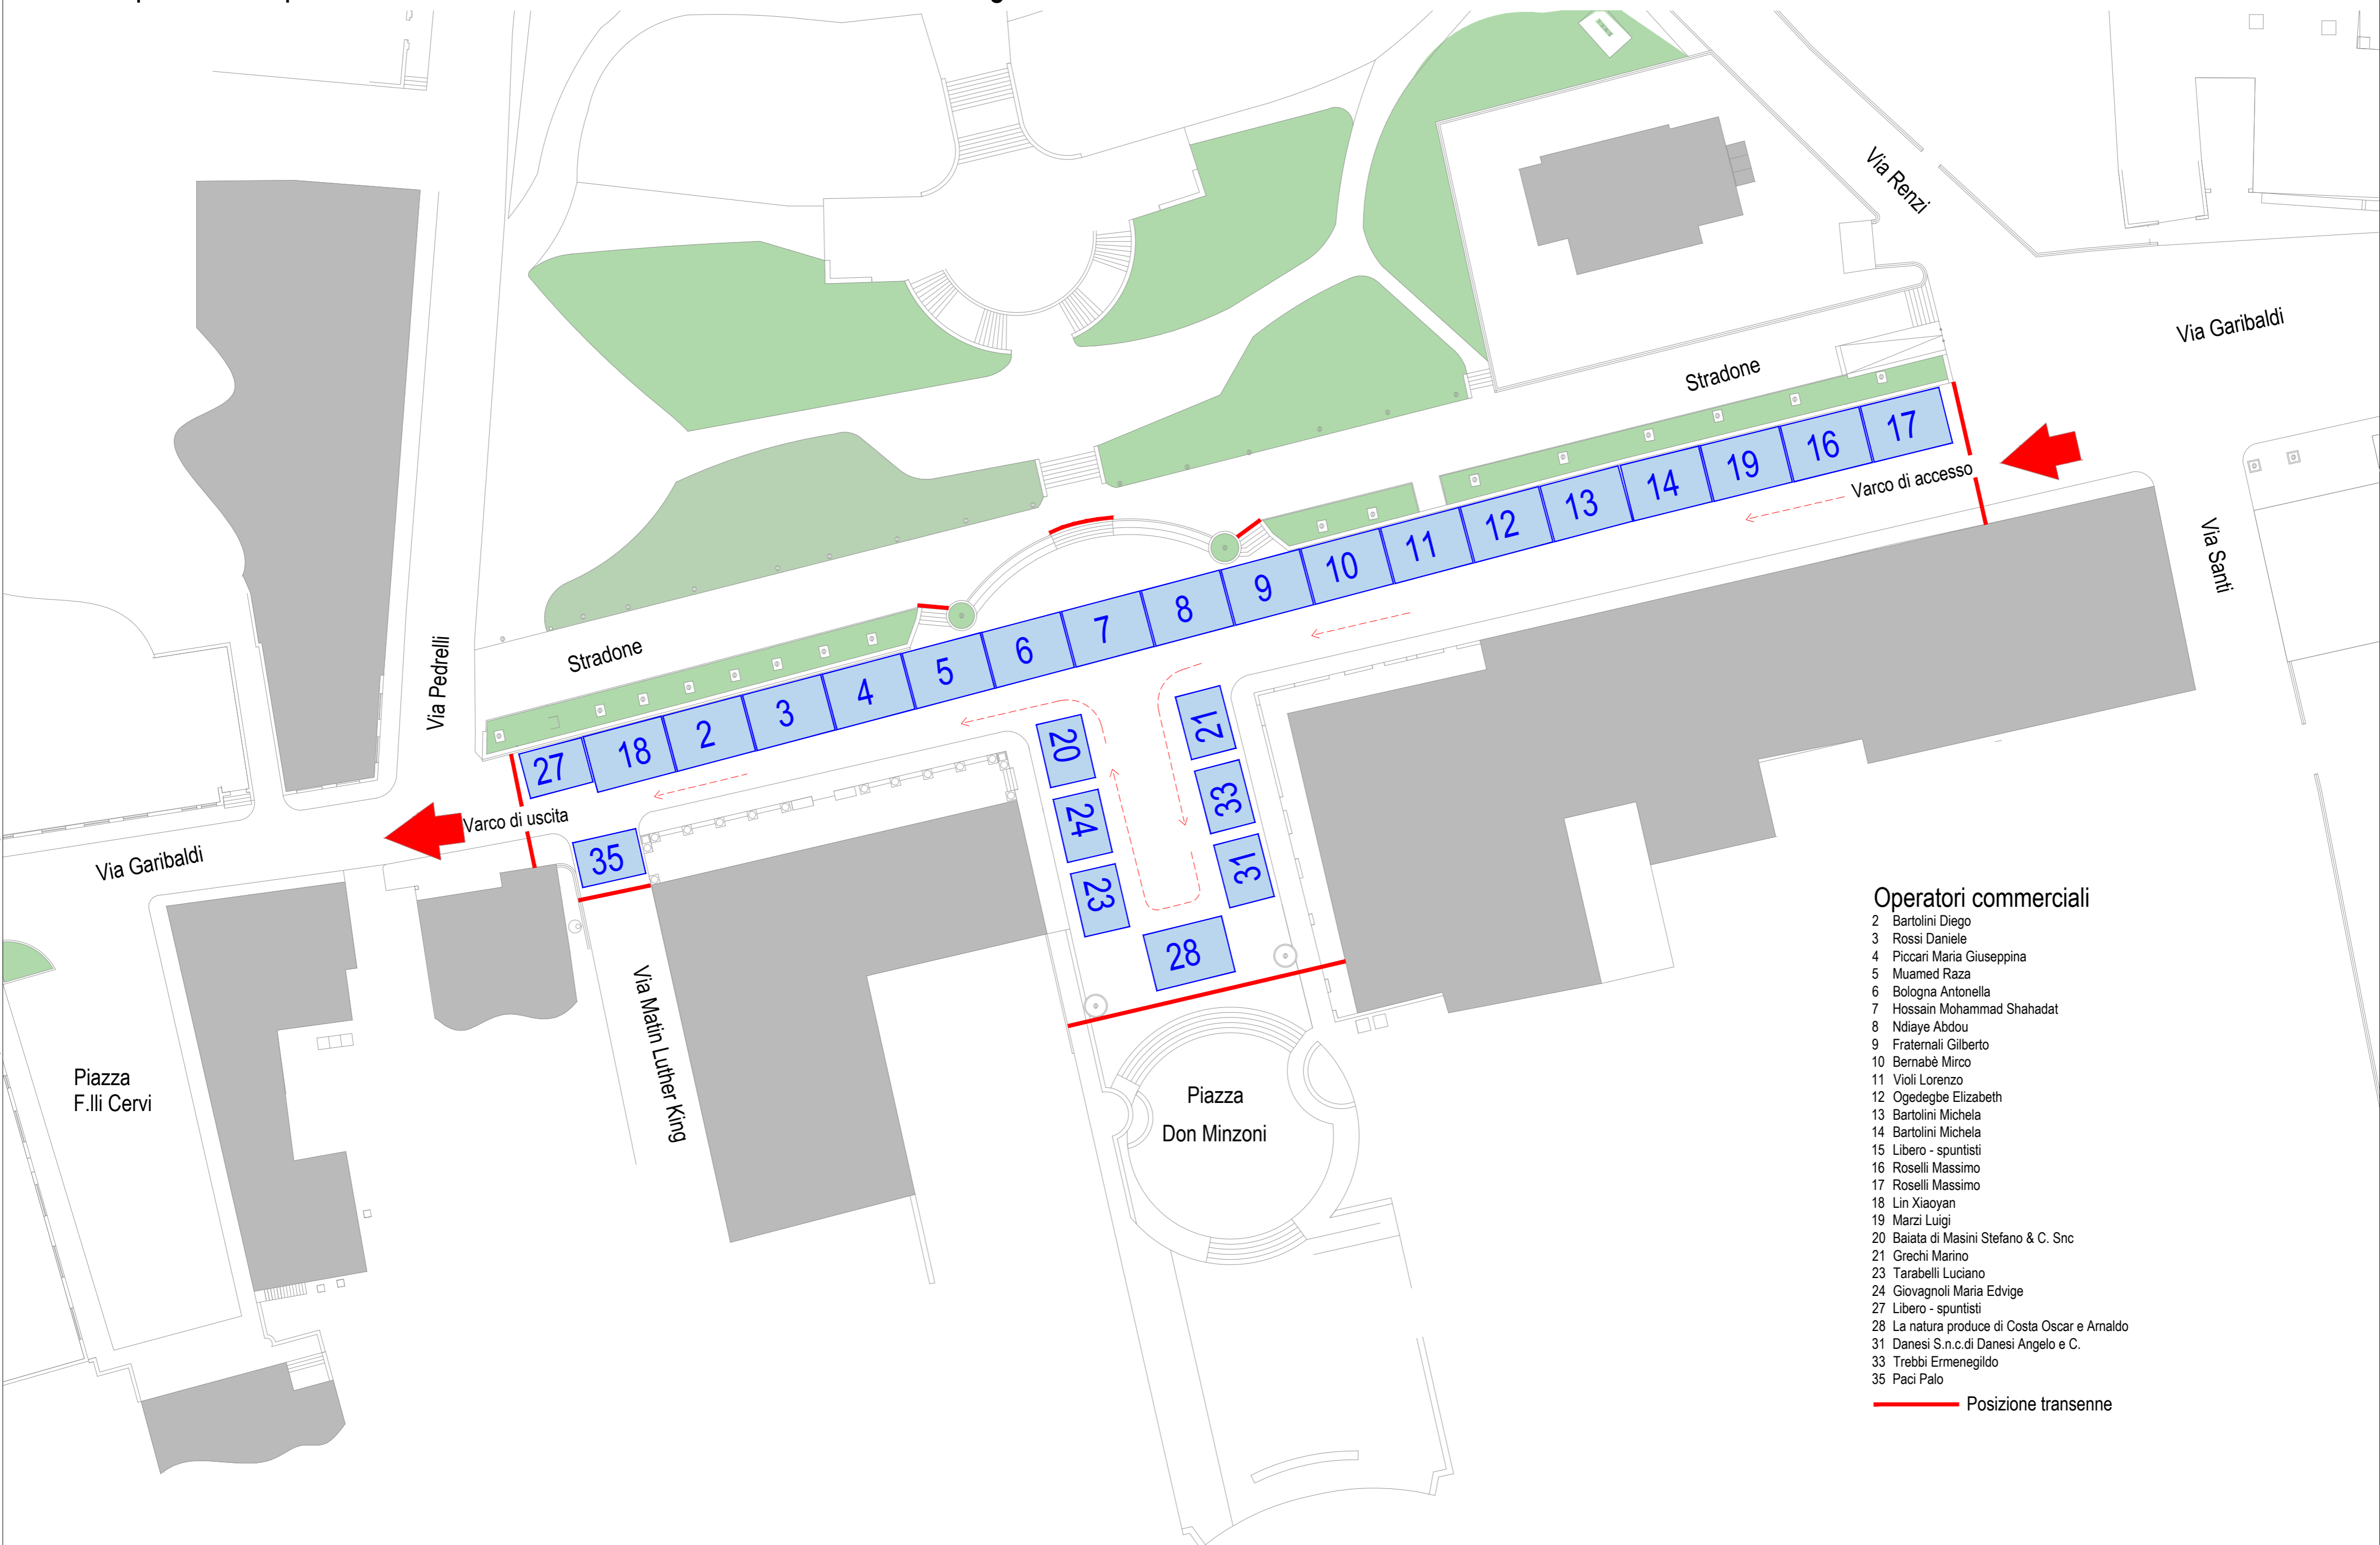 Via Renzi
Via Garibaldi
Stradone
17
16
19
14
13
12
11
10
9
8
7
6
5
4
3
2
18
27
Varco di accesso
Via Santi
Stradone
Via Pedrelli
21
33
31
20
24
23
28
Varco di uscita
35
Via Garibaldi
Via Matin Luther King
Piazza
F.lli Cervi
Piazza
Don Minzoni
Operatori commerciali
2 Bartolini Diego
3 Rossi Daniele
4 Piccari Maria Giuseppina
5 Muamed Raza
6 Bologna Antonella
7 Hossain Mohammad Shahadat
8 Ndiaye Abdou
9 Fraternali Gilberto
10 Bernabè Mirco
11 Violi Lorenzo
12 Ogedegbe Elizabeth
13 Bartolini Michela
14 Bartolini Michela
15 Libero - spuntisti
16 Roselli Massimo
17 Roselli Massimo
18 Lin Xiaoyan
19 Marzi Luigi
20 Baiata di Masini Stefano & C. Snc
21 Grechi Marino
23 Tarabelli Luciano
24 Giovagnoli Maria Edvige
27 Libero - spuntisti
28 La natura produce di Costa Oscar e Arnaldo
31 Danesi S.n.c.di Danesi Angelo e C.
33 Trebbi Ermenegildo
35 Paci Palo
Posizione transenne